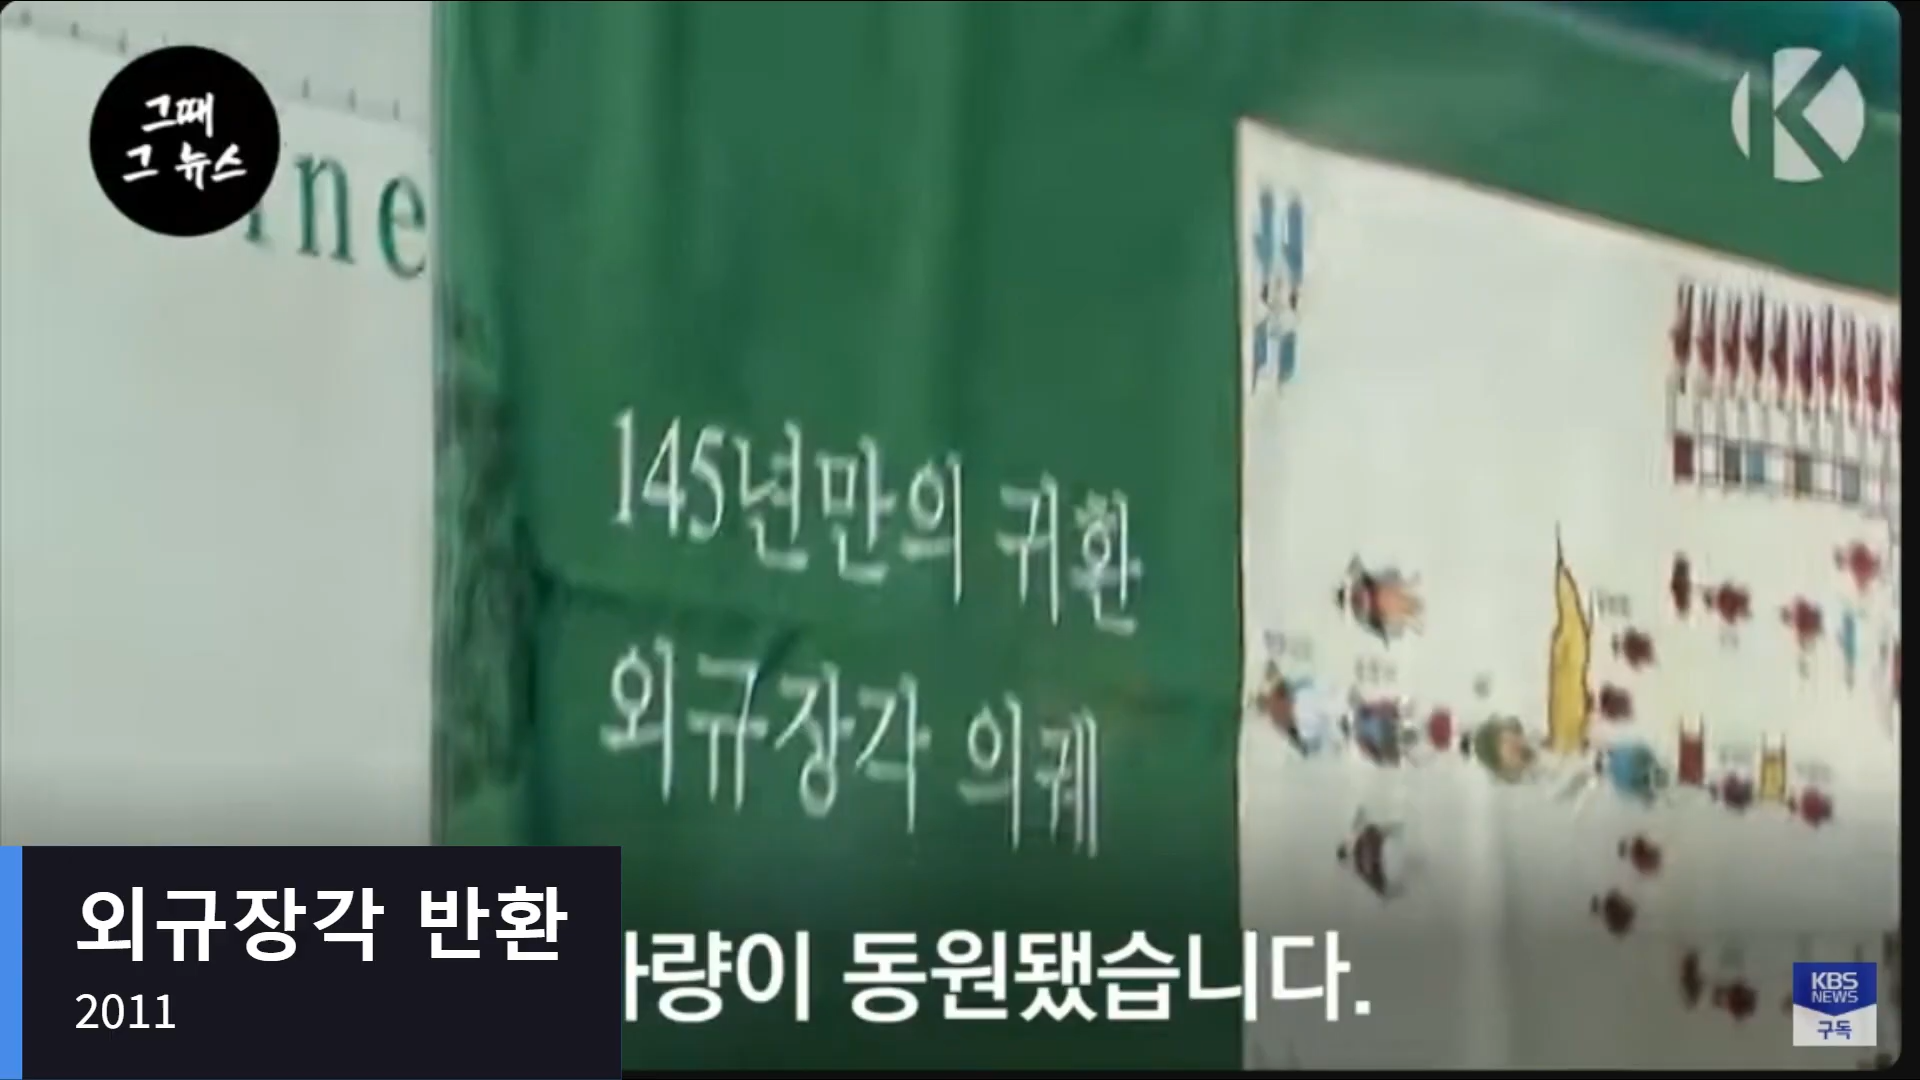 그때
그 뉴스
ine
145년만의 귀환
외규장각 의궤
외규장각 반환
2011
차량이 동원됐습니다.
KBS
NEWS
구독